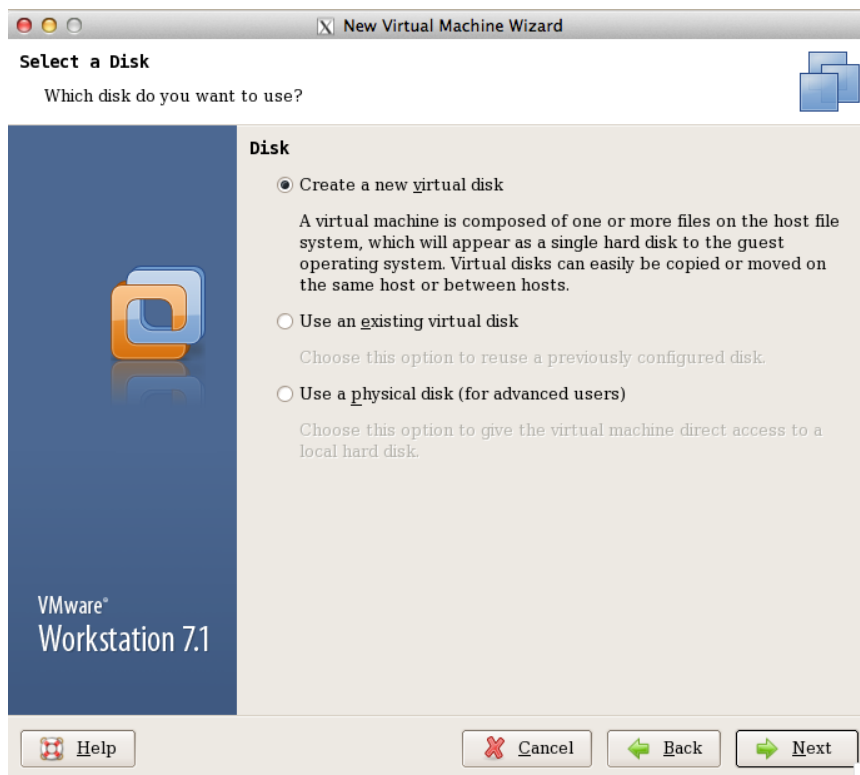 New Virtual Machine Wizard
Select a Disk
Which disk do you want to use?
Disk
Create a new virtual disk
A virtual machine is composed of one or more files on the host file
system, which will appear as a single hard disk to the guest
operating system. Virtual disks can easily be copied or moved on
the same host or between hosts.
Use an existing virtual disk
Choose this option to reuse a previously configured disk.
Use a physical disk (for advanced users)
Choose this option to give the virtual machine direct access to a
local hard disk.
VMware®
Workstation 7.1
Help
Cancel
Back
Next